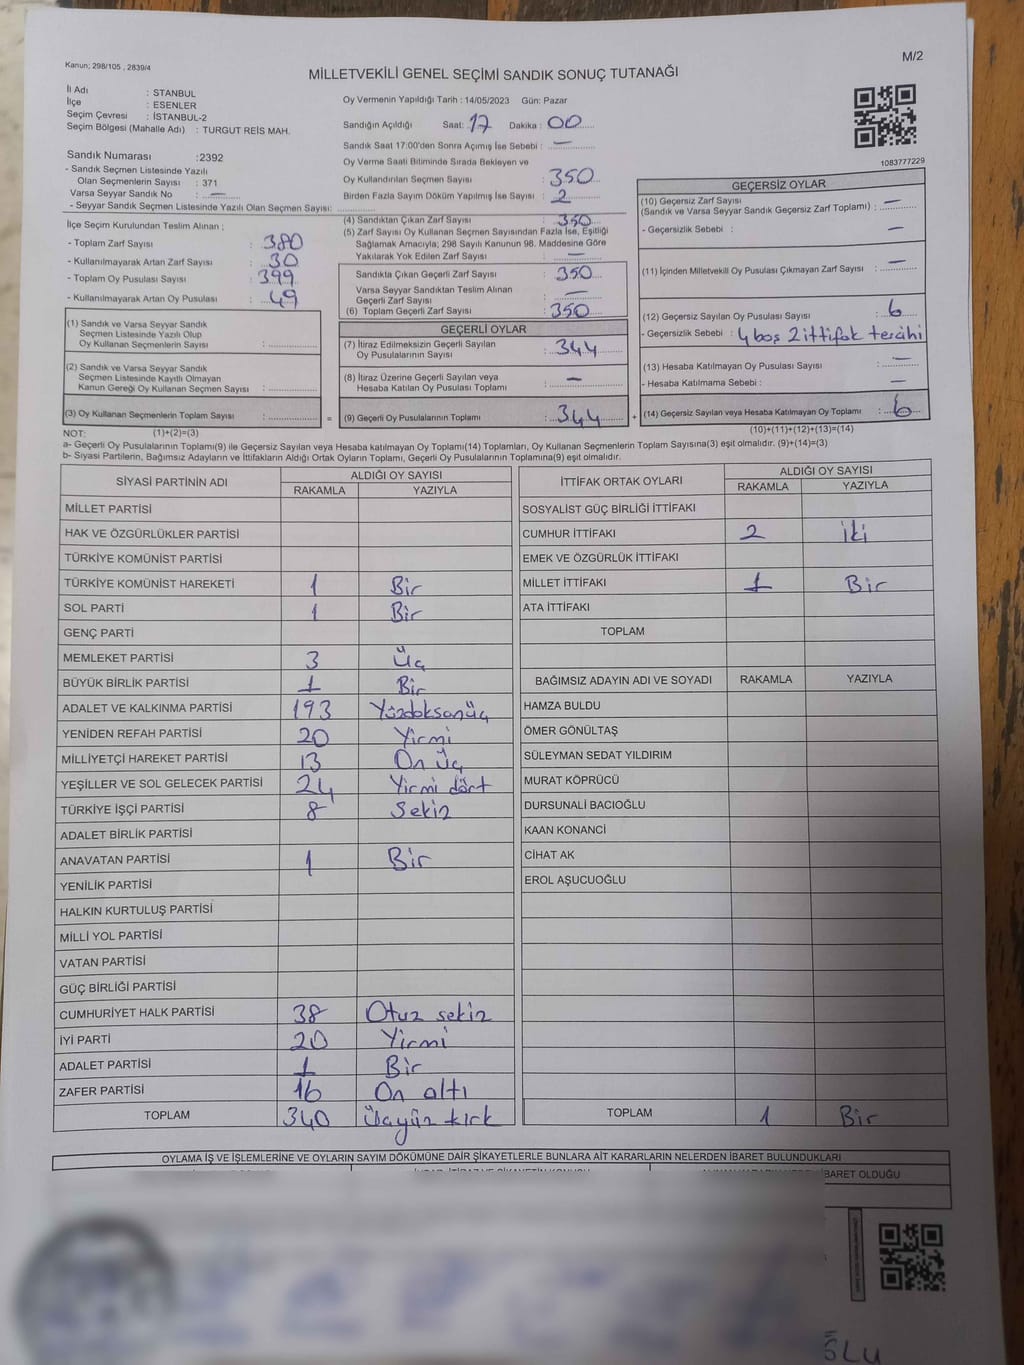 Kanun; 298/105 , 2839/4
M/2
MİLLETVEKİLİ GENEL SEÇİMİ SANDIK SONUÇ TUTANAĞI
İl Adı : STANBUL
İlçe : ESENLER
Seçim Çevresi : İSTANBUL-2
Seçim Bölgesi (Mahalle Adı) : TURGUT REİS MAH.
Sandık Numarası :2392
- Sandık Seçmen Listesinde Yazılı
Olan Seçmenlerin Sayısı : 371
Varsa Seyyar Sandık No : —
- Seyyar Sandık Seçmen Listesinde Yazılı Olan Seçmen Sayısı:
Oy Vermenin Yapıldığı Tarih : 14/05/2023 Gün: Pazar
Sandığın Açıldığı Saat: 17 Dakika : 00
Sandık Saat 17:00'den Sonra Açımış İse Sebebi : —
Oy Verme Saati Bitiminde Sırada Bekleyen ve
Oy Kullandırılan Seçmen Sayısı : 350
Birden Fazla Sayım Döküm Yapılmış İse Sayısı : 2
1083777229
İlçe Seçim Kurulundan Teslim Alınan ;
- Toplam Zarf Sayısı : 380
- Kullanılmayarak Artan Zarf Sayısı : 30
- Toplam Oy Pusulası Sayısı : 399
- Kullanılmayarak Artan Oy Pusulası : 49
(1) Sandık ve Varsa Seyyar Sandık
Seçmen Listesinde Yazılı Olup
Oy Kullanan Seçmenlerin Sayısı :
(2) Sandık ve Varsa Seyyar Sandık
Seçmen Listesinde Kayıtlı Olmayan
Kanun Gereği Oy Kullanan Seçmen Sayısı :
(3) Oy Kullanan Seçmenlerin Toplam Sayısı : =
(4) Sandıktan Çıkan Zarf Sayısı : 350
(5) Zarf Sayısı Oy Kullanan Seçmen Sayısından Fazla İse, Eşitliği
Sağlamak Amacıyla; 298 Sayılı Kanunun 98. Maddesine Göre
Yakılarak Yok Edilen Zarf Sayısı : —
Sandıkta Çıkan Geçerli Zarf Sayısı : 350
Varsa Seyyar Sandıktan Teslim Alınan
Geçerli Zarf Sayısı : —
(6) Toplam Geçerli Zarf Sayısı : 350
GEÇERLİ OYLAR
(7) İtiraz Edilmeksizin Geçerli Sayılan
Oy Pusulalarının Sayısı : 344
(8) İtiraz Üzerine Geçerli Sayılan veya
Hesaba Katılan Oy Pusulası Toplamı : —
(9) Geçerli Oy Pusulalarının Toplamı : 344 +
GEÇERSİZ OYLAR
(10) Geçersiz Zarf Sayısı
(Sandık ve Varsa Seyyar Sandık Geçersiz Zarf Toplamı) : —
- Geçersizlik Sebebi : —
(11) İçinden Milletvekili Oy Pusulası Çıkmayan Zarf Sayısı : —
(12) Geçersiz Sayılan Oy Pusulası Sayısı : 6
- Geçersizlik Sebebi : 4 boş 2 ittifak tercihi
(13) Hesaba Katılmayan Oy Pusulası Sayısı : —
- Hesaba Katılmama Sebebi : —
(14) Geçersiz Sayılan veya Hesaba Katılmayan Oy Toplamı : 6
NOT: (1)+(2)=(3) (10)+(11)+(12)+(13)=(14)
a- Geçerli Oy Pusulalarının Toplamı(9) ile Geçersiz Sayılan veya Hesaba katılmayan Oy Toplamı(14) Toplamları, Oy Kullanan Seçmenlerin Toplam Sayısına(3) eşit olmalıdır. (9)+(14)=(3)
b- Siyasi Partilerin, Bağımsız Adayların ve İttifakların Aldığı Ortak Oyların Toplamı, Geçerli Oy Pusulalarının Toplamına(9) eşit olmalıdır.
SİYASİ PARTİNİN ADI ALDIĞI OY SAYISI
RAKAMLA YAZIYLA
MİLLET PARTİSİ
HAK VE ÖZGÜRLÜKLER PARTİSİ
TÜRKİYE KOMÜNİST PARTİSİ
TÜRKİYE KOMÜNİST HAREKETİ 1 Bir
SOL PARTİ 1 Bir
GENÇ PARTİ
MEMLEKET PARTİSİ 3 Üç
BÜYÜK BİRLİK PARTİSİ 1 Bir
ADALET VE KALKINMA PARTİSİ 193 Yüzdoksanüç
YENİDEN REFAH PARTİSİ 20 Yirmi
MİLLİYETÇİ HAREKET PARTİSİ 13 On üç
YEŞİLLER VE SOL GELECEK PARTİSİ 24 Yirmi dört
TÜRKİYE İŞÇİ PARTİSİ 8 Sekiz
ADALET BİRLİK PARTİSİ
ANAVATAN PARTİSİ 1 Bir
YENİLİK PARTİSİ
HALKIN KURTULUŞ PARTİSİ
MİLLİ YOL PARTİSİ
VATAN PARTİSİ
GÜÇ BİRLİĞİ PARTİSİ
CUMHURİYET HALK PARTİSİ 38 Otuz sekiz
İYİ PARTİ 20 Yirmi
ADALET PARTİSİ 1 Bir
ZAFER PARTİSİ 16 On altı
TOPLAM 340 Üçyüz kırk
İTTİFAK ORTAK OYLARI ALDIĞI OY SAYISI
RAKAMLA YAZIYLA
SOSYALİST GÜÇ BİRLİĞİ İTTİFAKI
CUMHUR İTTİFAKI 2 İki
EMEK VE ÖZGÜRLÜK İTTİFAKI
MİLLET İTTİFAKI 1 Bir
ATA İTTİFAKI
TOPLAM
BAĞIMSIZ ADAYIN ADI VE SOYADI RAKAMLA YAZIYLA
HAMZA BULDU
ÖMER GÖNÜLTAŞ
SÜLEYMAN SEDAT YILDIRIM
MURAT KÖPRÜCÜ
DURSUNALİ BACIOĞLU
KAAN KONANCİ
CİHAT AK
EROL AŞUCUOĞLU
TOPLAM 1 Bir
OYLAMA İŞ VE İŞLEMLERİNE VE OYLARIN SAYIM DÖKÜMÜNE DAİR ŞİKAYETLERLE BUNLARA AİT KARARLARIN NELERDEN İBARET BULUNDUKLARI
İBARET OLDUĞU